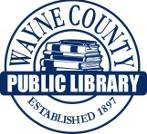 WAYNE COUNTY
PUBLIC LIBRARY
ESTABLISHED 1897